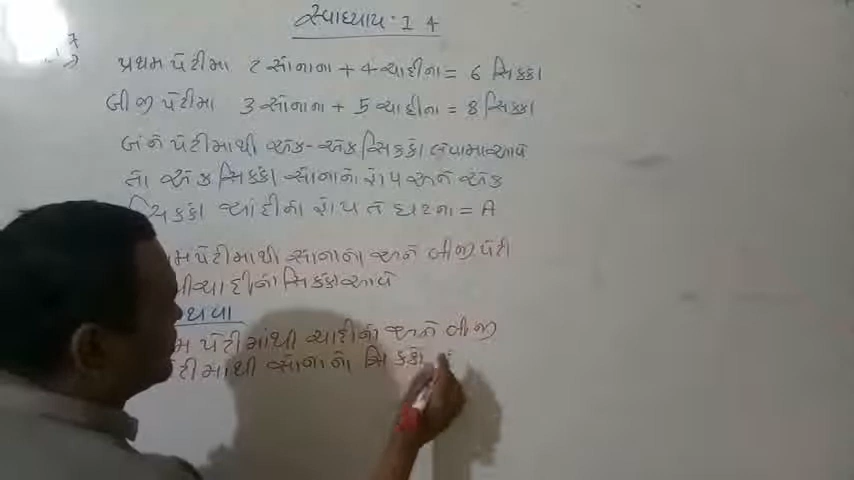 સ્વાધ્યાય : 1 4
પ્રથમ પેટીમા 2 સોનાના + 4 ચાદીના = 6 સિક્કા
બીજી પેટીમા 3 સોનાના + 5 ચાદીના = 8 સિક્કા
બંને પેટીમાથી એક-એક સિક્કો લેવામા આવે
તો એક સિક્કો સોનાનો હોય અને એક
સિક્કો ચાંદીનો હોય તે ઘટના = A
પેટીમાથી સોનાનો અને બીજી પેટી
ચાદીનો સિક્કો આવે
અથવા
પેટીમાંથી ચાદીનો અને બીજી
પેટીમાથી સોનાનો સિક્કો